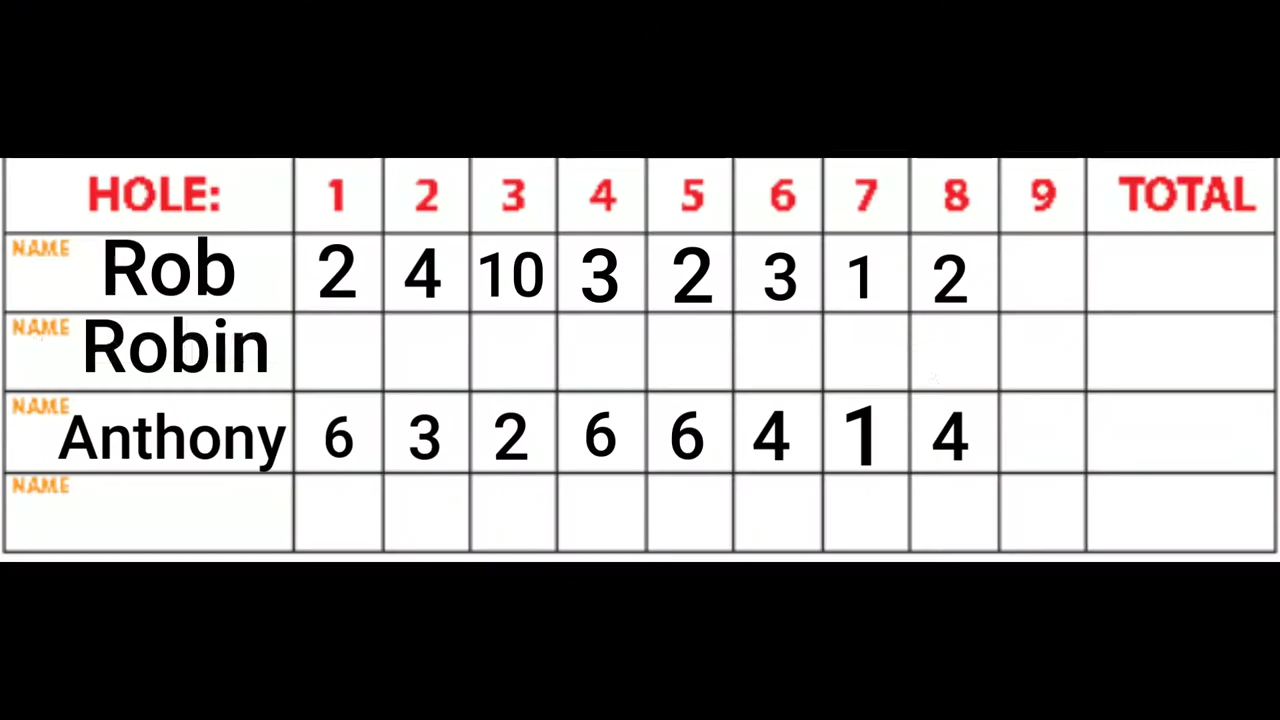 HOLE: 1 2 3 4 5 6 7 8 9 TOTAL
NAME Rob 2 4 10 3 2 3 1 2
NAME Robin
NAME Anthony 6 3 2 6 6 4 1 4
NAME